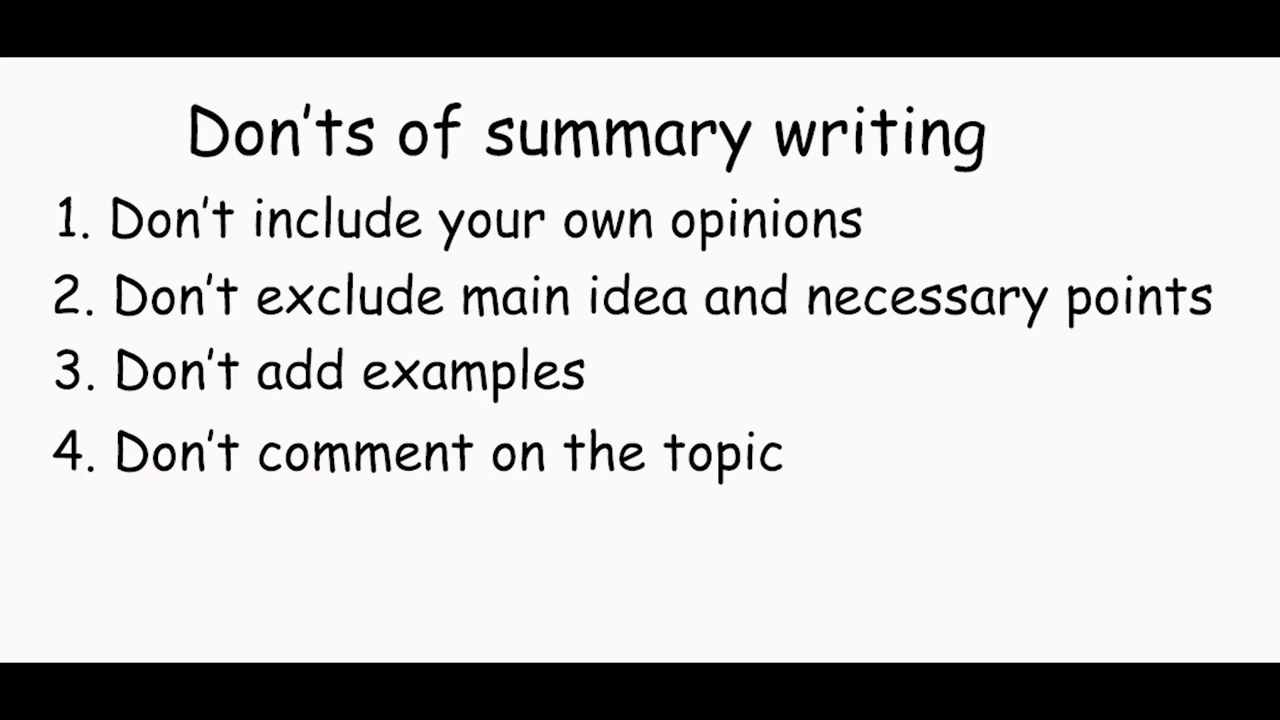 Don'ts of summary writing
1. Don't include your own opinions
2. Don't exclude main idea and necessary points
3. Don't add examples
4. Don't comment on the topic